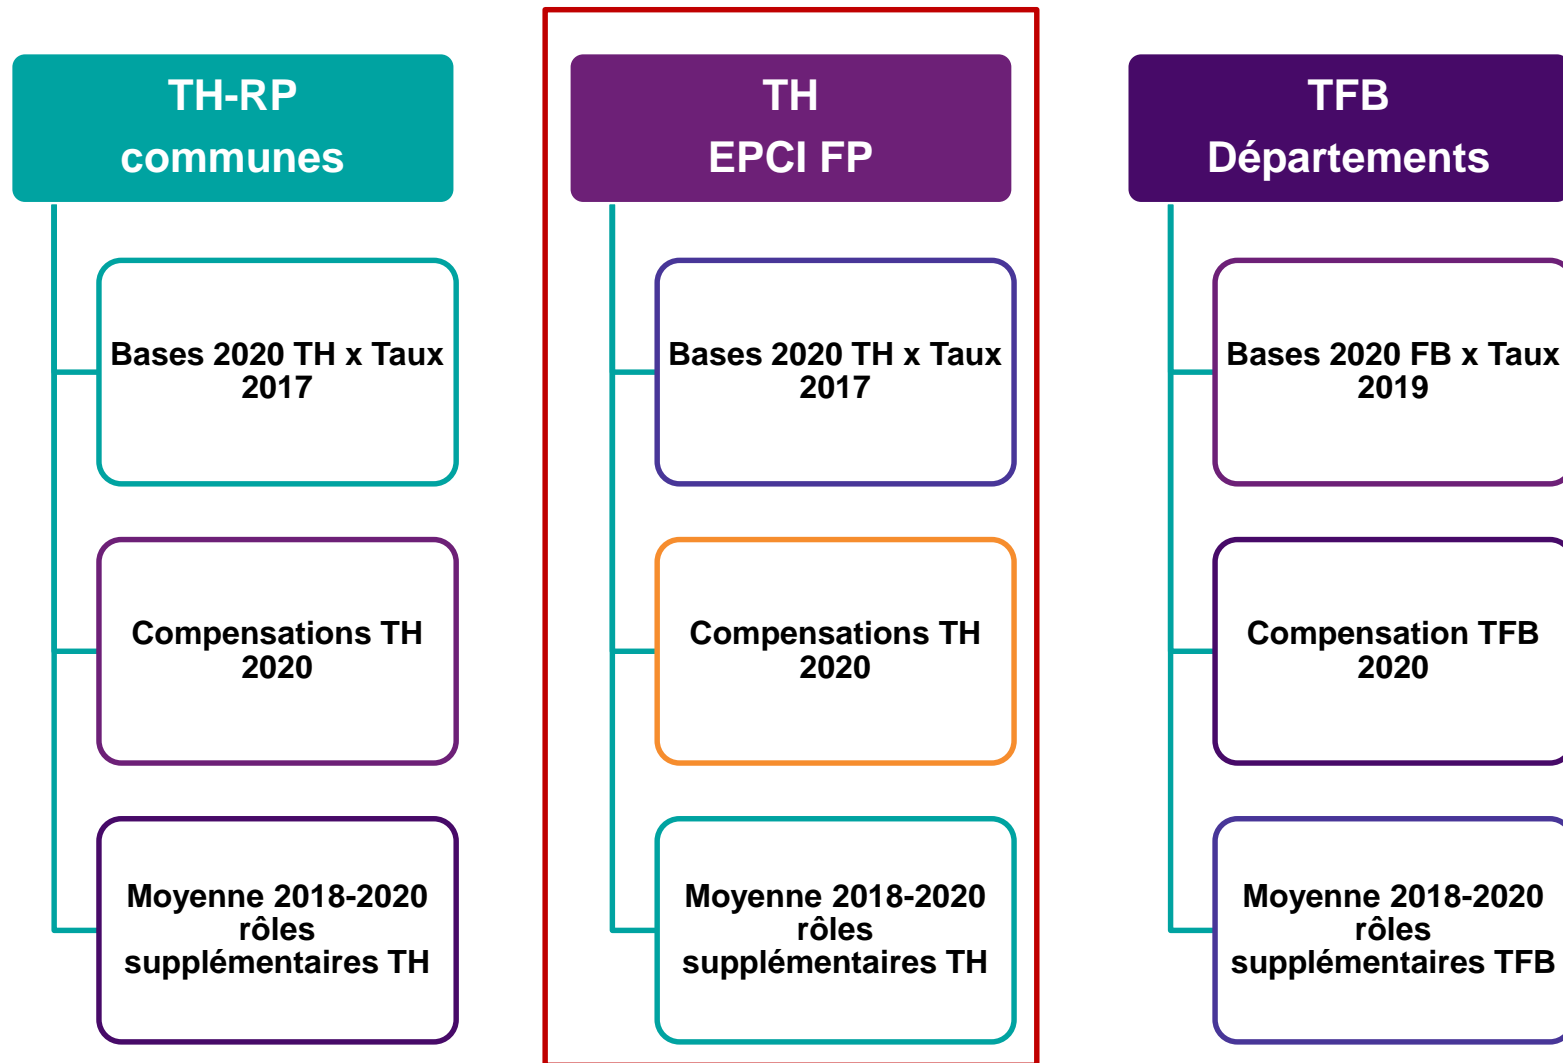 TH-RP
communes
Bases 2020 TH x Taux
2017
Compensations TH
2020
Moyenne 2018-2020
rôles
supplémentaires TH
TH
EPCI FP
Bases 2020 TH x Taux
2017
Compensations TH
2020
Moyenne 2018-2020
rôles
supplémentaires TH
TFB
Départements
Bases 2020 FB x Taux
2019
Compensation TFB
2020
Moyenne 2018-2020
rôles
supplémentaires TFB